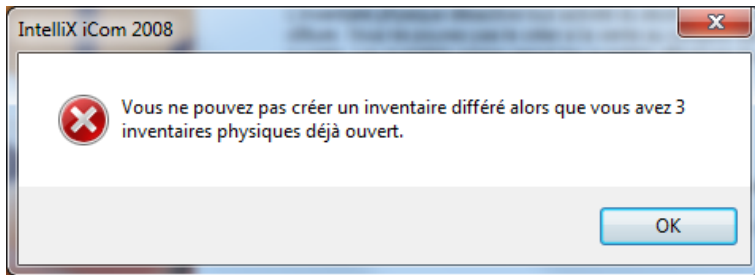 IntelliX iCom 2008
Vous ne pouvez pas créer un inventaire différé alors que vous avez 3
inventaires physiques déjà ouvert.
OK